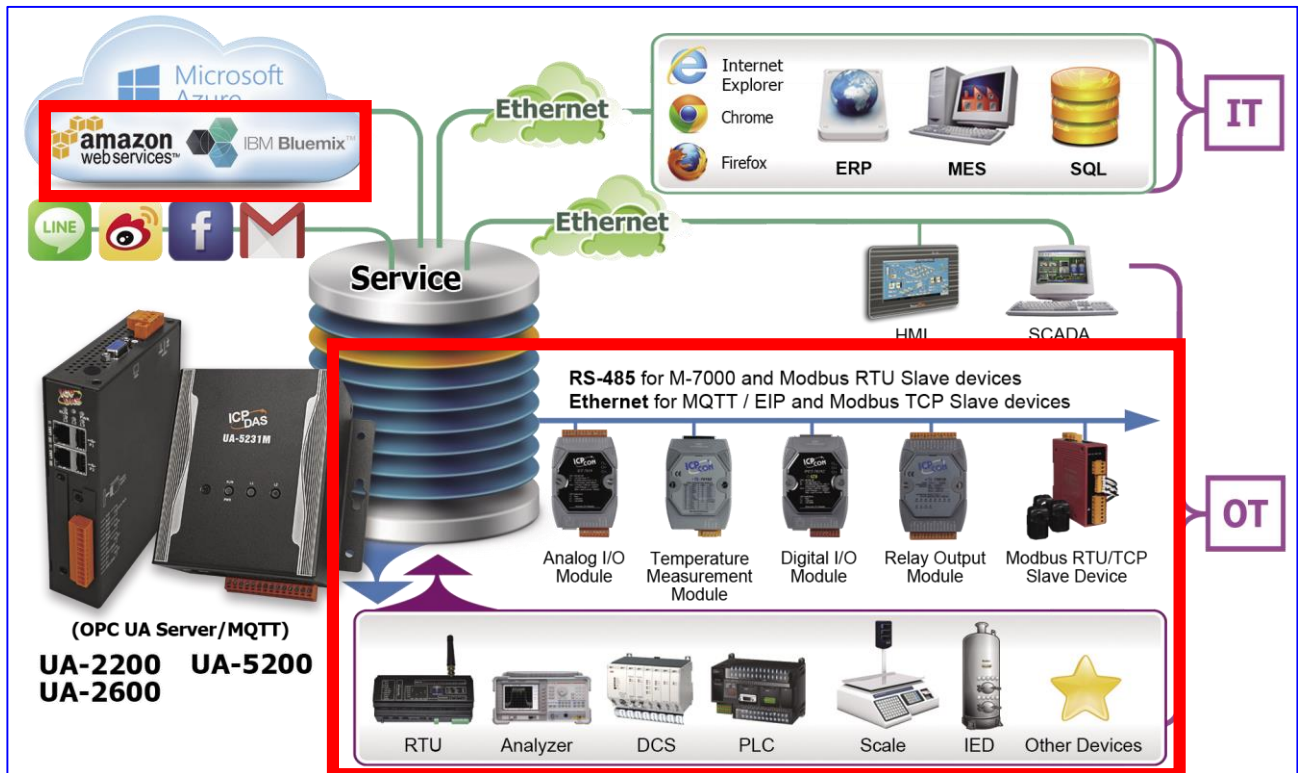 Microsoft
Azure
amazon
webservices™
IBM Bluemix™
LINE
f
Ethernet
Internet
Explorer
Chrome
Firefox
ERP
MES
SQL
IT
Ethernet
Service
HMI
SCADA
RS-485 for M-7000 and Modbus RTU Slave devices
Ethernet for MQTT / EIP and Modbus TCP Slave devices
ICP
DAS
UA-5231M
Analog I/O
Module
Temperature
Measurement
Module
Digital I/O
Module
Relay Output
Module
Modbus RTU/TCP
Slave Device
OT
(OPC UA Server/MQTT)
UA-2200 UA-5200
UA-2600
RTU
Analyzer
DCS
PLC
Scale
IED
Other Devices